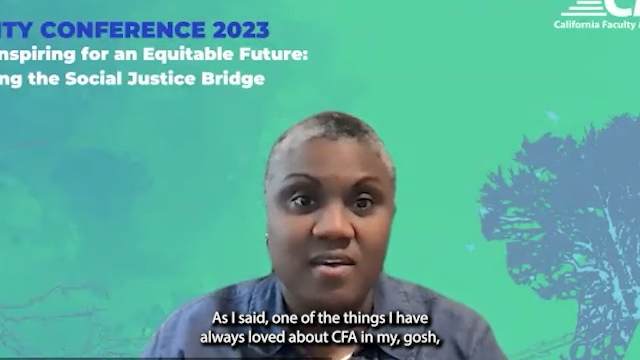 ITY CONFERENCE 2023
nspiring for an Equitable Future:
ng the Social Justice Bridge
California Faculty
As I said, one of the things I have
always loved about CFA in my, gosh,